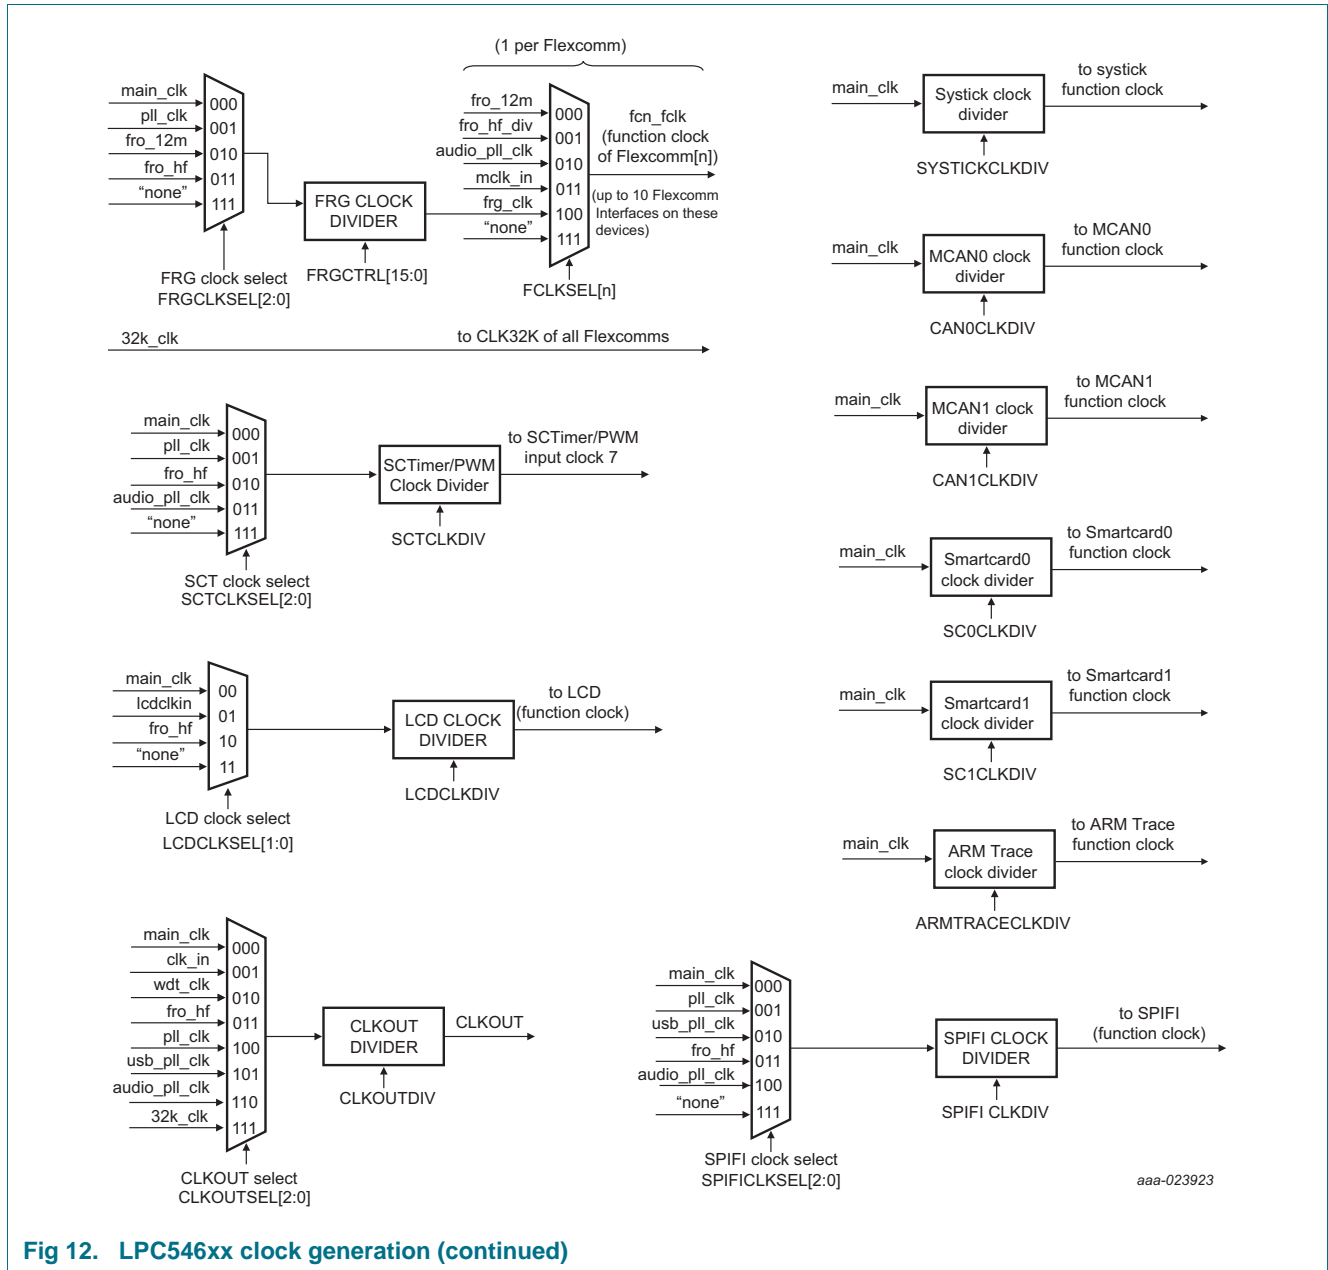 (1 per Flexcomm)
main_clk
pll_clk
fro_12m
fro_hf
“none”
000
001
010
011
111
FRG clock select
FRGCLKSEL[2:0]
FRG CLOCK
DIVIDER
FRGCTRL[15:0]
fro_12m
fro_hf_div
audio_pll_clk
mclk_in
frg_clk
“none”
000
001
010
011
100
111
FCLKSEL[n]
fcn_fclk
(function clock
of Flexcomm[n])
(up to 10 Flexcomm
Interfaces on these
devices)
32k_clk
to CLK32K of all Flexcomms
main_clk
pll_clk
fro_hf
audio_pll_clk
“none”
000
001
010
011
111
SCT clock select
SCTCLKSEL[2:0]
SCTimer/PWM
Clock Divider
SCTCLKDIV
to SCTimer/PWM
input clock 7
main_clk
lcdclkin
fro_hf
“none”
00
01
10
11
LCD clock select
LCDCLKSEL[1:0]
LCD CLOCK
DIVIDER
LCDCLKDIV
to LCD
(function clock)
main_clk
clk_in
wdt_clk
fro_hf
pll_clk
usb_pll_clk
audio_pll_clk
32k_clk
000
001
010
011
100
101
110
111
CLKOUT select
CLKOUTSEL[2:0]
CLKOUT
DIVIDER
CLKOUTDIV
CLKOUT
main_clk
Systick clock
divider
SYSTICKCLKDIV
to systick
function clock
main_clk
MCAN0 clock
divider
CAN0CLKDIV
to MCAN0
function clock
main_clk
MCAN1 clock
divider
CAN1CLKDIV
to MCAN1
function clock
main_clk
Smartcard0
clock divider
SC0CLKDIV
to Smartcard0
function clock
main_clk
Smartcard1
clock divider
SC1CLKDIV
to Smartcard1
function clock
main_clk
ARM Trace
clock divider
ARMTRACECLKDIV
to ARM Trace
function clock
main_clk
pll_clk
usb_pll_clk
fro_hf
audio_pll_clk
“none”
000
001
010
011
100
111
SPIFI clock select
SPIFICLKSEL[2:0]
SPIFI CLOCK
DIVIDER
SPIFI CLKDIV
to SPIFI
(function clock)
aaa-023923
Fig 12. LPC546xx clock generation (continued)